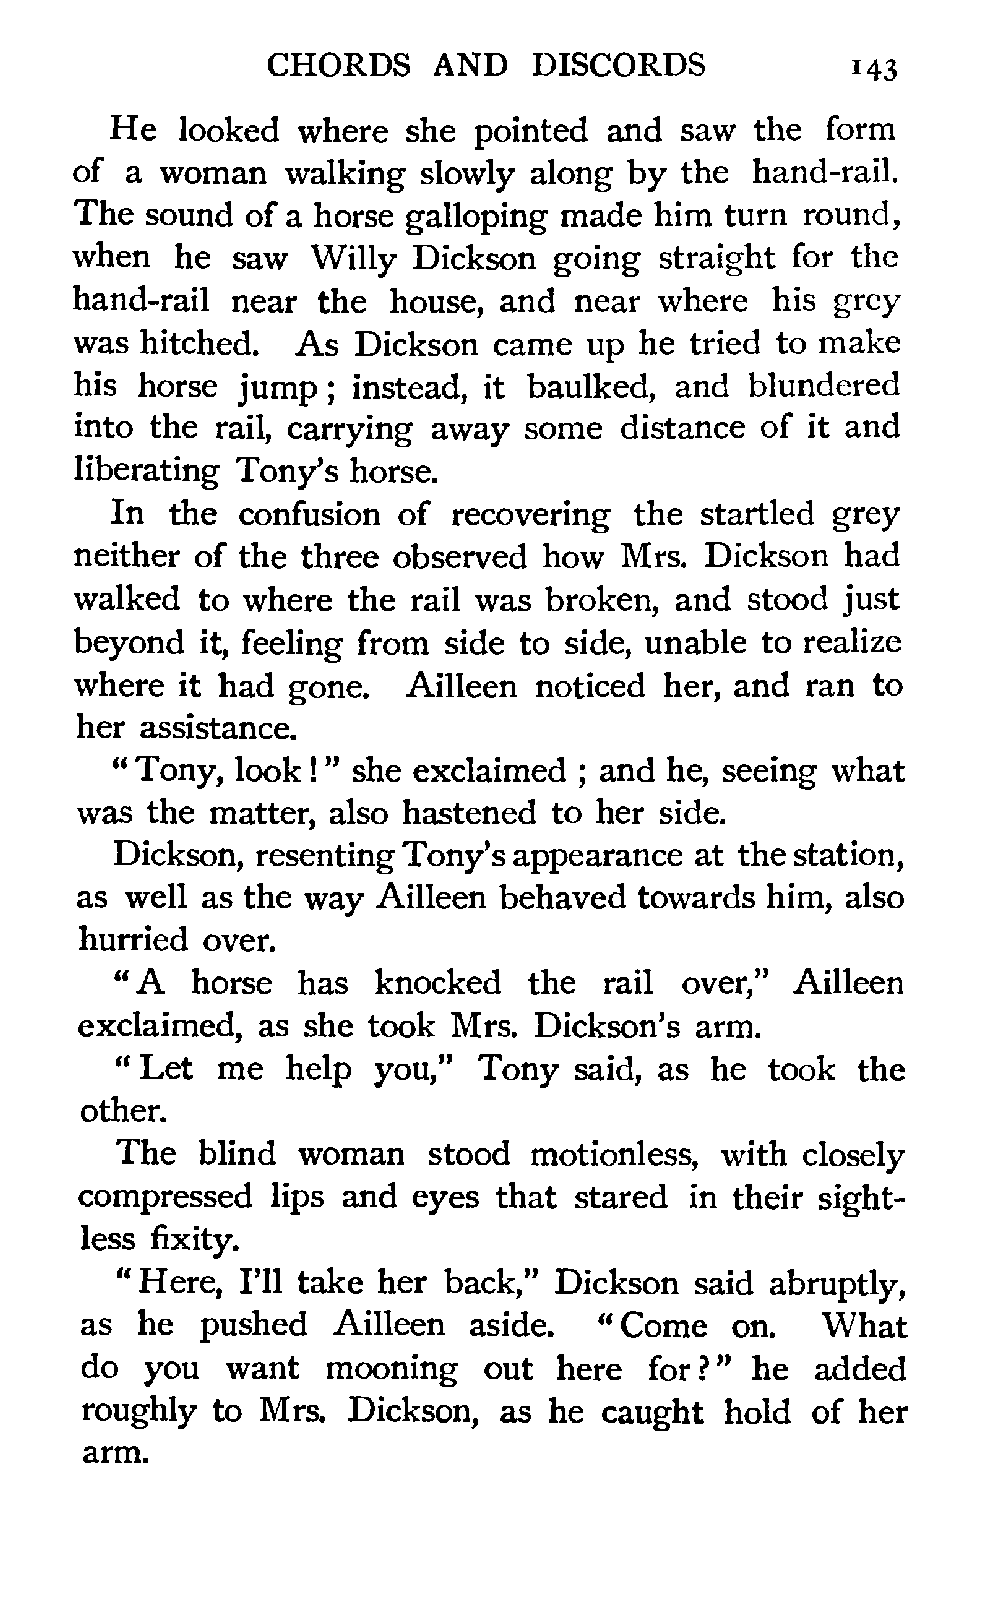 CHORDS AND DISCORDS 143
He looked where she pointed and saw the form
of a woman walking slowly along by the hand-rail.
The sound of a horse galloping made him turn round,
when he saw Willy Dickson going straight for the
hand-rail near the house, and near where his grey
was hitched. As Dickson came up he tried to make
his horse jump ; instead, it baulked, and blundered
into the rail, carrying away some distance of it and
liberating Tony's horse.
In the confusion of recovering the startled grey
neither of the three observed how Mrs. Dickson had
walked to where the rail was broken, and stood just
beyond it, feeling from side to side, unable to realize
where it had gone. Ailleen noticed her, and ran to
her assistance.
“ Tony, look ! ” she exclaimed ; and he, seeing what
was the matter, also hastened to her side.
Dickson, resenting Tony's appearance at the station,
as well as the way Ailleen behaved towards him, also
hurried over.
“ A horse has knocked the rail over,” Ailleen
exclaimed, as she took Mrs. Dickson's arm.
“ Let me help you,” Tony said, as he took the
other.
The blind woman stood motionless, with closely
compressed lips and eyes that stared in their sight-
less fixity.
“ Here, I'll take her back,” Dickson said abruptly,
as he pushed Ailleen aside. “ Come on. What
do you want mooning out here for ? ” he added
roughly to Mrs. Dickson, as he caught hold of her
arm.